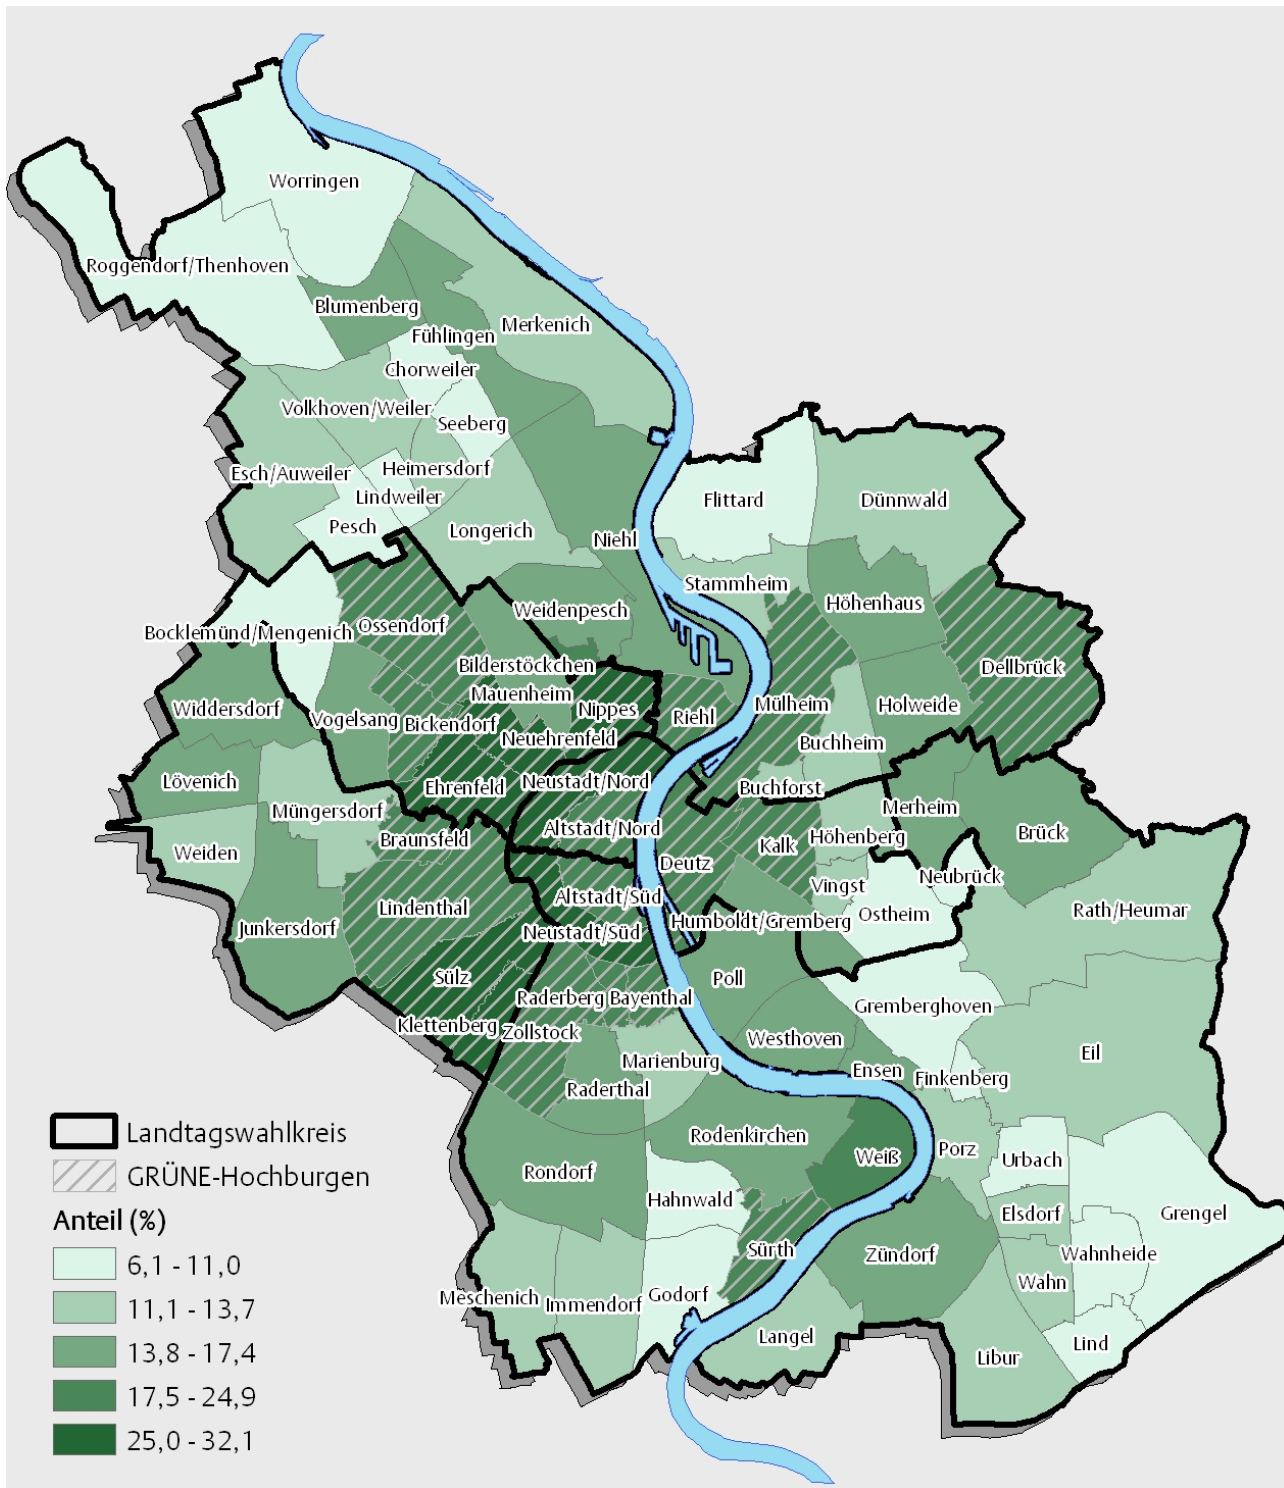 Worringen
Roggendorf/Thenhoven
Blumenberg
Fühlingen
Merkenich
Chorweiler
Volkhoven/Weiler
Seeberg
Esch/Auweiler
Heimersdorf
Lindweiler
Pesch
Longerich
Niehl
Flittard
Dünnwald
Stammheim
Höhenhaus
Weidenpesch
Ossendorf
Bocklemünd/Mengenich
Bilderstöckchen
Dellbrück
Mauenheim
Widdersdorf
Vogelsang
Bickendorf
Nippes
Riehl
Mülheim
Holweide
Neuehrenfeld
Buchheim
Lövenich
Ehrenfeld
Neustadt/Nord
Buchforst
Müngersdorf
Merheim
Altstadt/Nord
Höhenberg
Brück
Braunsfeld
Kalk
Weiden
Deutz
Neubrück
Vingst
Altstadt/Süd
Lindenthal
Rath/Heumar
Ostheim
Humboldt/Gremberg
Junkersdorf
Neustadt/Süd
Sülz
Poll
Raderberg
Bayenthal
Gremberghoven
Klettenberg
Zollstock
Westhoven
Eil
Marienburg
Ensen
Finkenberg
Raderthal
Landtagswahlkreis
Rodenkirchen
Porz
Weiß
Urbach
Rondorf
GRÜNE-Hochburgen
Hahnwald
Elsdorf
Grengel
Anteil (%)
Sürth
Zündorf
Wahnheide
6,1 - 11,0
Wahn
Meschenich
Immendorf
Godorf
11,1 - 13,7
Langel
Lind
Libur
13,8 - 17,4
17,5 - 24,9
25,0 - 32,1